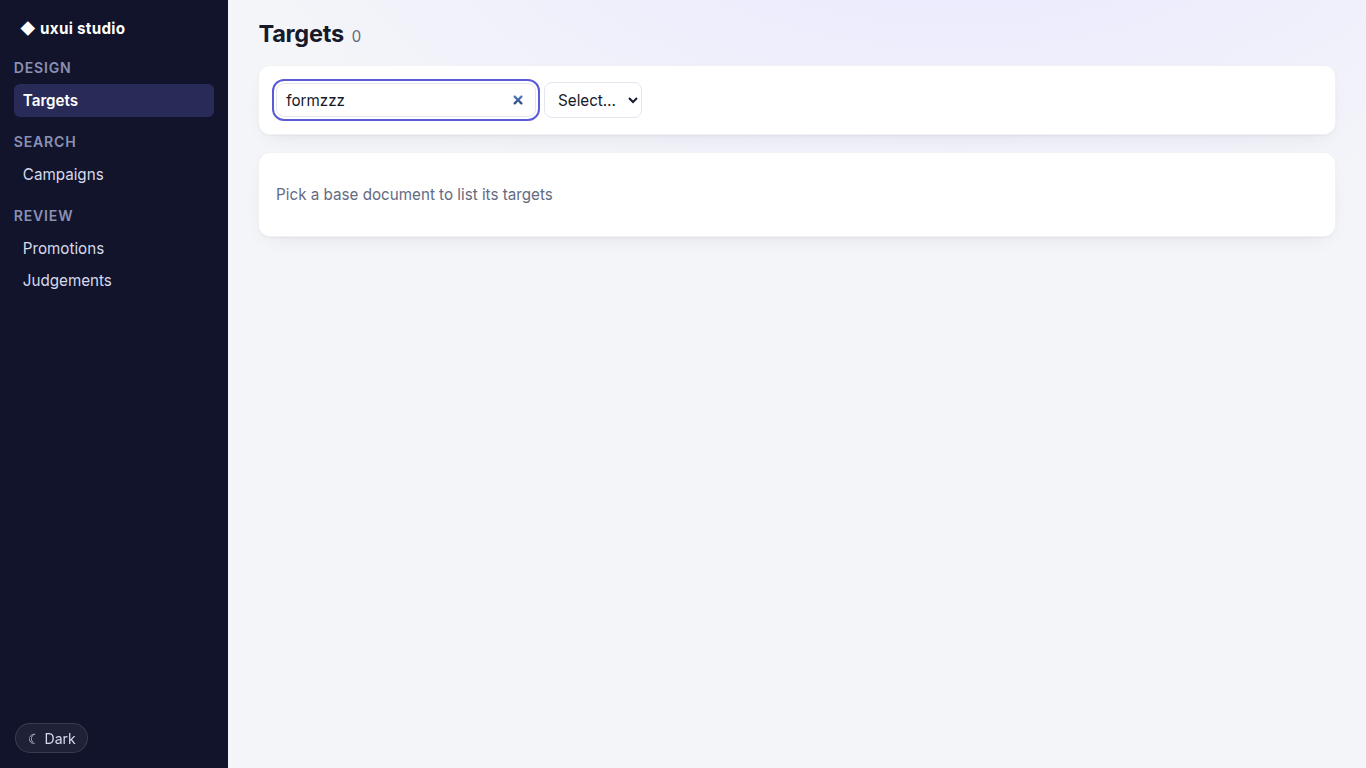 ◆ uxui studio
DESIGN
Targets
SEARCH
Campaigns
REVIEW
Promotions
Judgements
☾ Dark
Targets 0
formzzz ×
Select...
Pick a base document to list its targets